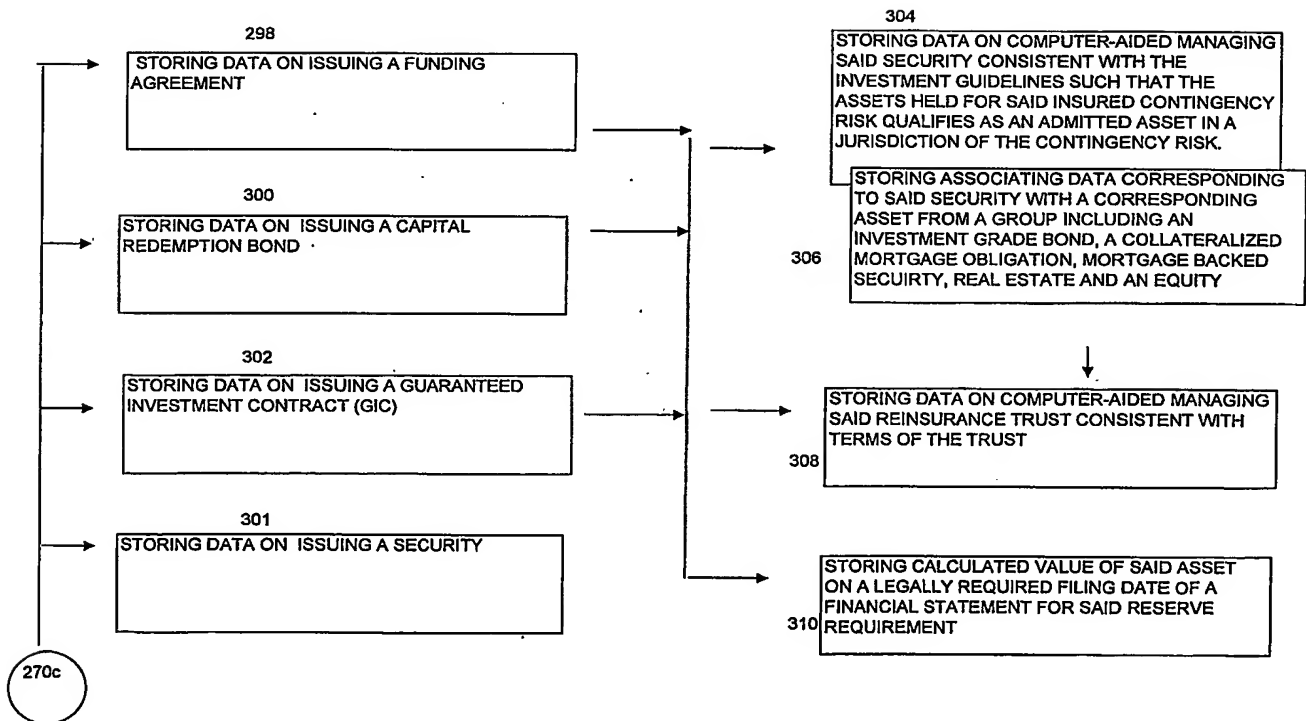 298
STORING DATA ON ISSUING A FUNDING
AGREEMENT
300
STORING DATA ON ISSUING A CAPITAL
REDEMPTION BOND
302
STORING DATA ON ISSUING A GUARANTEED
INVESTMENT CONTRACT (GIC)
301
STORING DATA ON ISSUING A SECURITY
270c
304
STORING DATA ON COMPUTER-AIDED MANAGING
SAID SECURITY CONSISTENT WITH THE
INVESTMENT GUIDELINES SUCH THAT THE
ASSETS HELD FOR SAID INSURED CONTINGENCY
RISK QUALIFIES AS AN ADMITTED ASSET IN A
JURISDICTION OF THE CONTINGENCY RISK.
306
STORING ASSOCIATING DATA CORRESPONDING
TO SAID SECURITY WITH A CORRESPONDING
ASSET FROM A GROUP INCLUDING AN
INVESTMENT GRADE BOND, A COLLATERALIZED
MORTGAGE OBLIGATION, MORTGAGE BACKED
SECUIRTY, REAL ESTATE AND AN EQUITY
308
STORING DATA ON COMPUTER-AIDED MANAGING
SAID REINSURANCE TRUST CONSISTENT WITH
TERMS OF THE TRUST
310
STORING CALCULATED VALUE OF SAID ASSET
ON A LEGALLY REQUIRED FILING DATE OF A
FINANCIAL STATEMENT FOR SAID RESERVE
REQUIREMENT